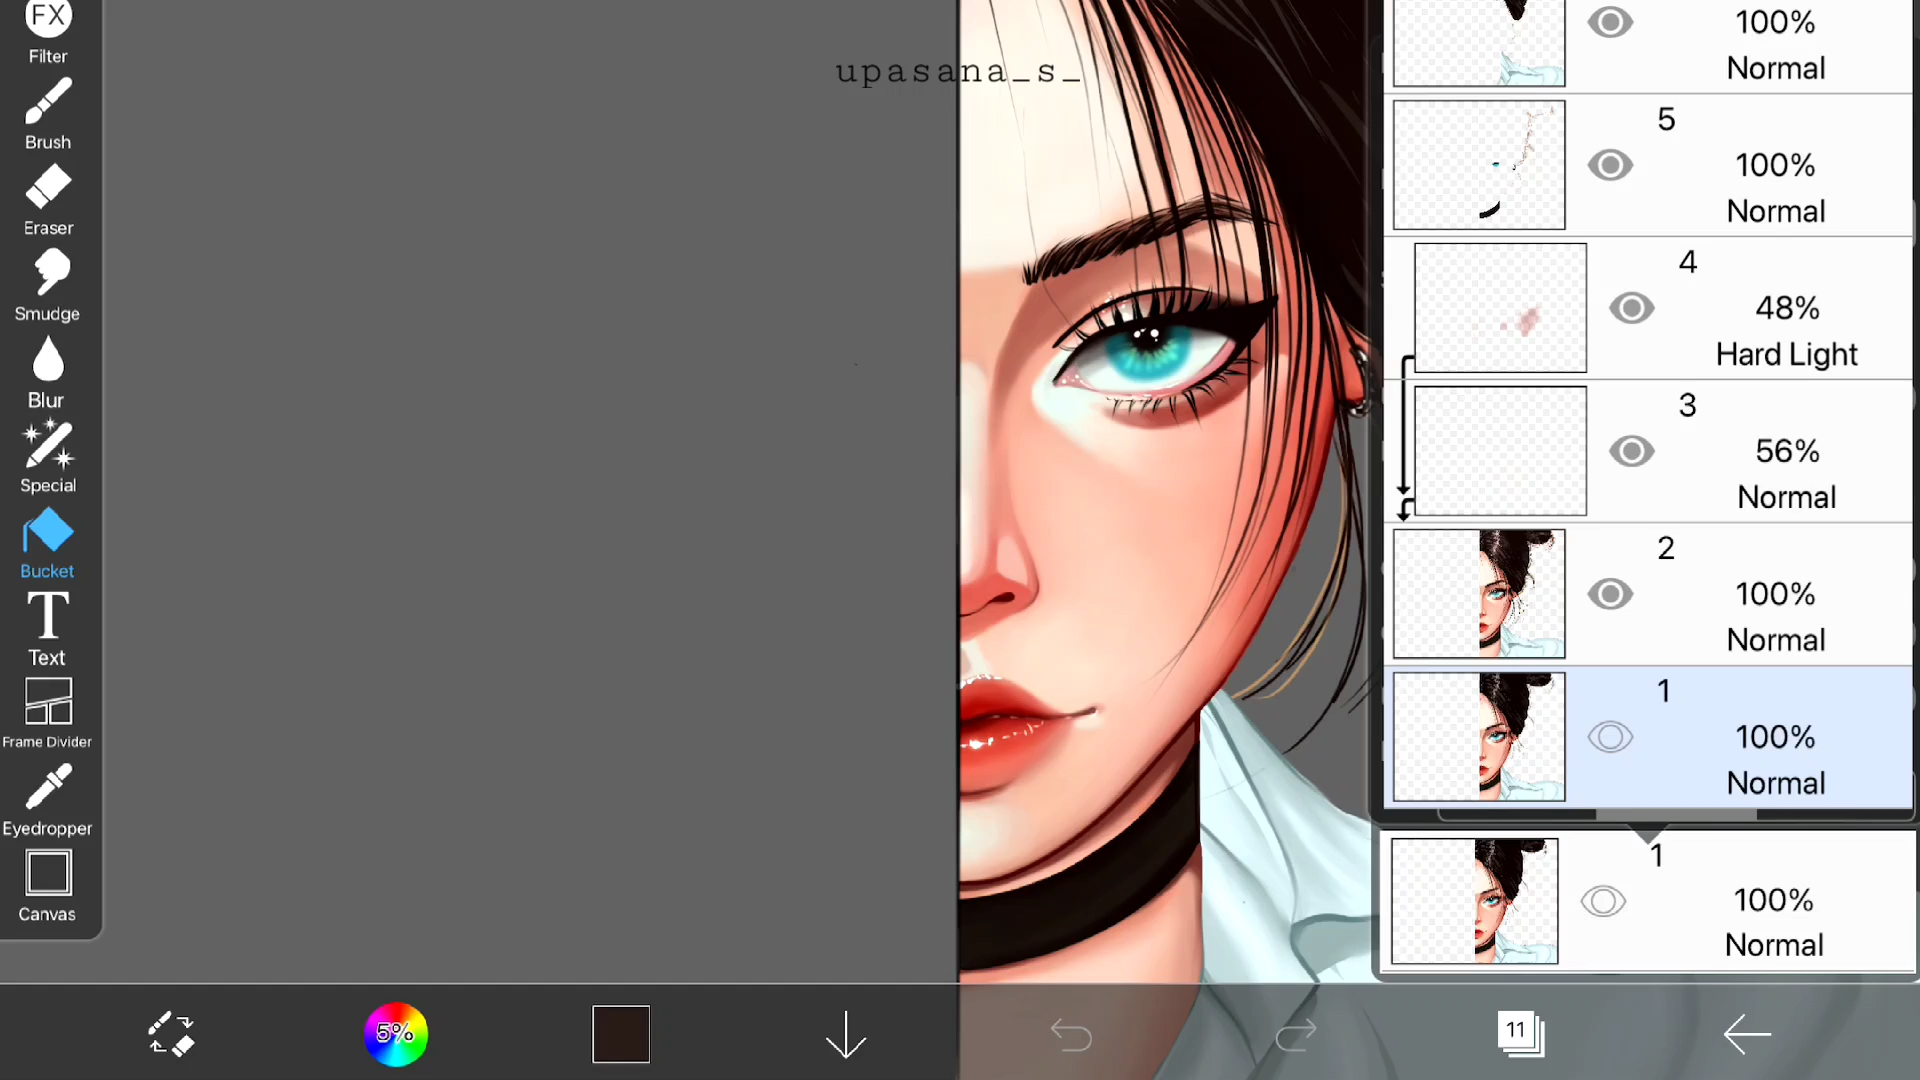 FX
Filter
Brush
Eraser
Smudge
Blur
Special
Bucket
T
Text
Frame Divider
Eyedropper
Canvas
upasana_s_
100%
Normal
5
100%
Normal
4
48%
Hard Light
3
56%
Normal
2
100%
Normal
1
100%
Normal
1
100%
Normal
5%
11